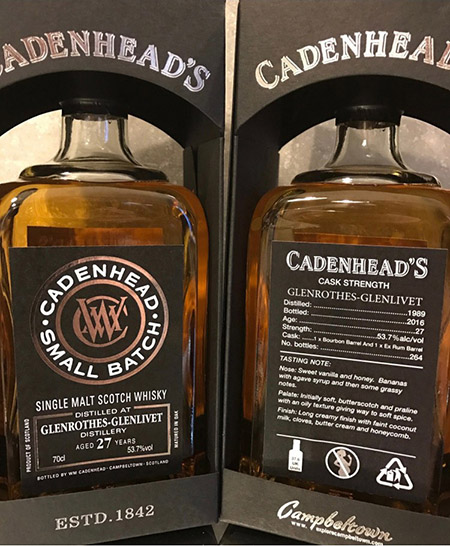 CADENHEAD'S
CADENHEAD
WC
SMALL BATCH
SINGLE MALT SCOTCH WHISKY
DISTILLED AT
GLENROTHES-GLENLIVET
DISTILLERY
AGED 27 YEARS
70cl 53.7%vol
PRODUCT OF SCOTLAND
MATURED IN OAK
BOTTLED BY WM CADENHEAD · CAMPBELTOWN · SCOTLAND
ESTD.1842
CADENHEAD'S
CADENHEAD'S
CASK STRENGTH
GLENROTHES-GLENLIVET
Distilled: 1989
Bottled: 2016
Age: 27
Strength: 53.7%alc/vol
Cask: 1 x Bourbon Barrel And 1 x Ex Rum Barrel
No. bottles: 264
TASTING NOTE:
Nose: Sweet vanilla and honey. Bananas
with agave syrup and then some grassy
notes.
Palate: Initially soft, butterscotch and praline
with an oily texture giving way to soft spice.
Finish: Long creamy finish with faint coconut
milk, cloves, butter cream and honeycomb.
Campbeltown